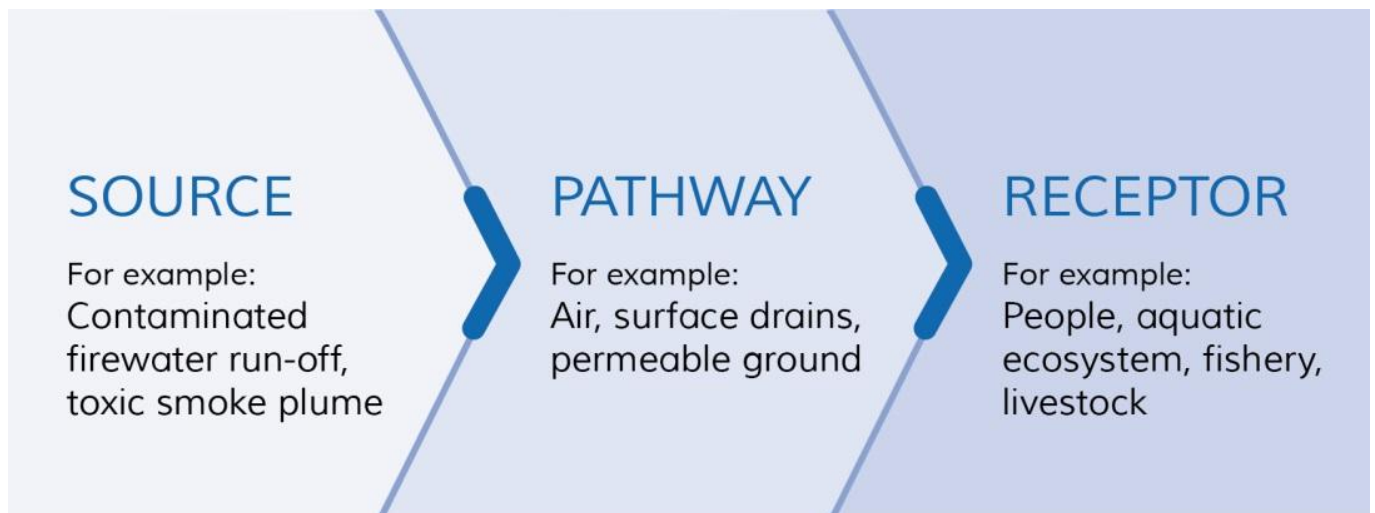 SOURCE
For example:
Contaminated
firewater run-off,
toxic smoke plume
PATHWAY
For example:
Air, surface drains,
permeable ground
RECEPTOR
For example:
People, aquatic
ecosystem, fishery,
livestock